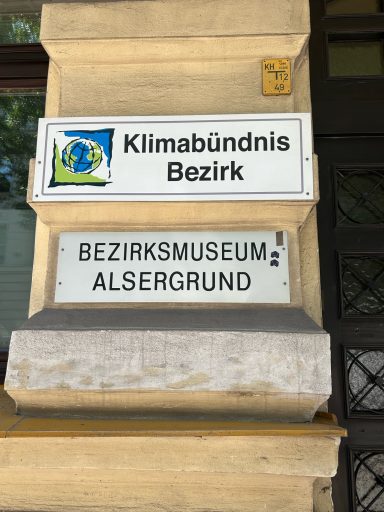 KH
12
49
Klimabündnis
Bezirk
BEZIRKSMUSEUM
ALSERGRUND